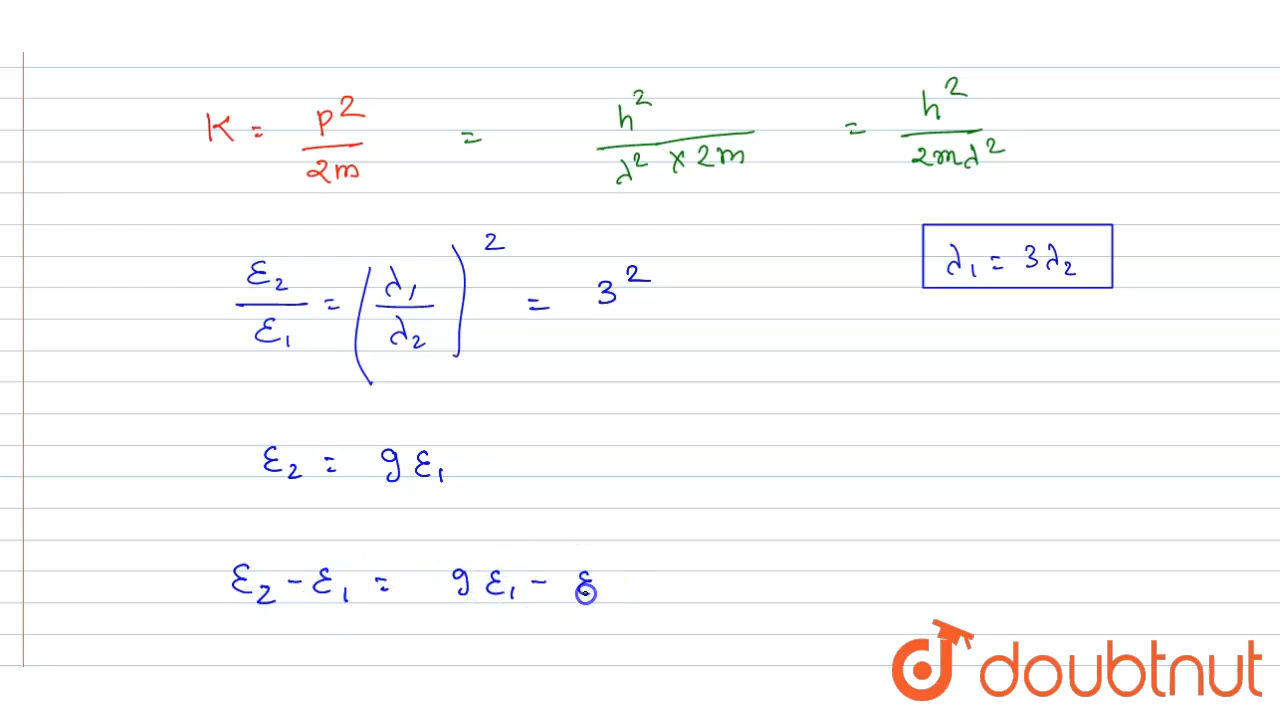 K = p²/2m = h²/λ² × 2m = h²/2mλ²
λ₁ = 3λ₂
ε₂/ε₁ = (λ₁/λ₂)² = 3²
ε₂ = 9ε₁
ε₂ - ε₁ = 9ε₁ - ε
doubtnut